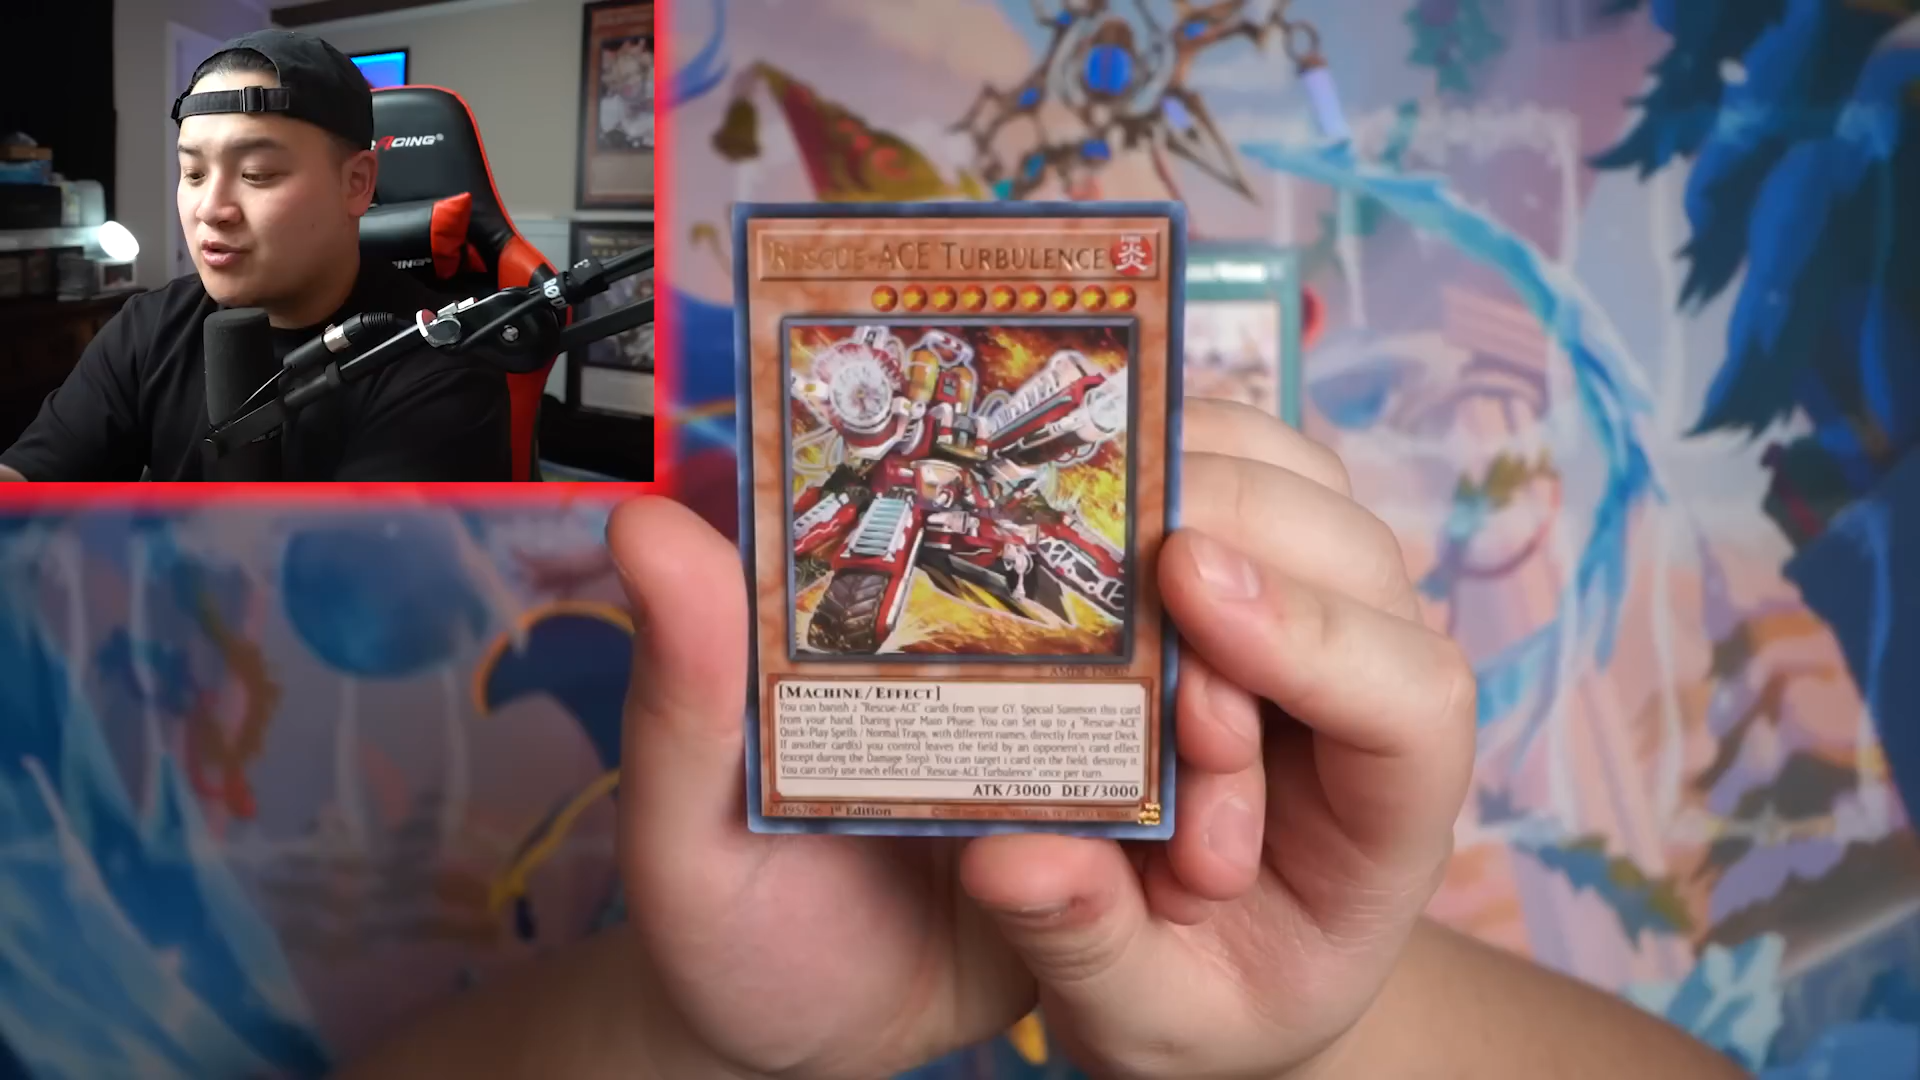 RACING®
RACING
RØDE
RESCUE-ACE TURBULENCE
炎
[MACHINE/EFFECT]
You can banish 2 "Rescue-ACE" cards from your GY; Special Summon this card
from your hand. During your Main Phase: You can Set up to 4 "Rescue-ACE"
Quick-Play Spells / Normal Traps, with different names, directly from your Deck.
If another card(s) you control leaves the field by an opponent's card effect
(except during the Damage Step): You can target 1 card on the field; destroy it.
You can only use each effect of "Rescue-ACE Turbulence" once per turn.
ATK/3000 DEF/3000
1st Edition